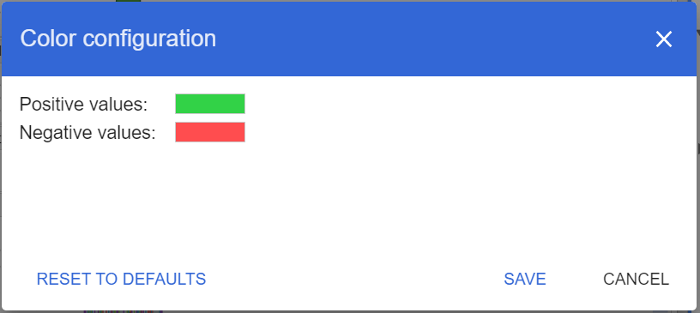 Color configuration
Positive values:
Negative values:
RESET TO DEFAULTS SAVE CANCEL